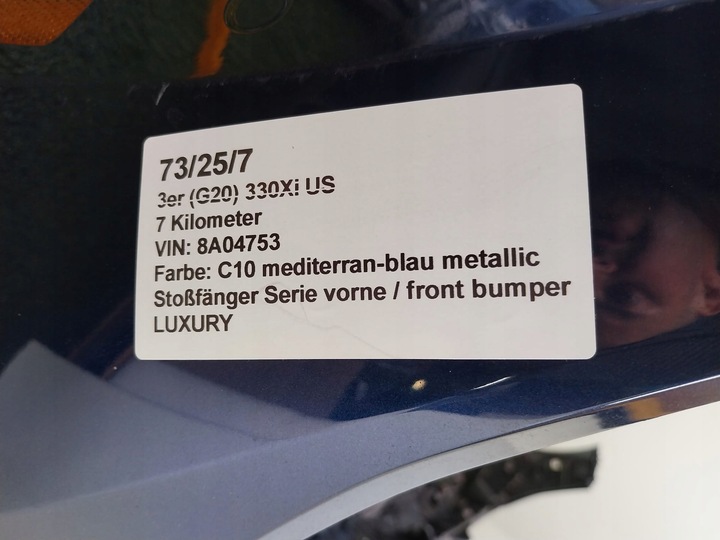 73/25/7
3er (G20) 330Xi US
7 Kilometer
VIN: 8A04753
Farbe: C10 mediterran-blau metallic
Stoßfänger Serie vorne / front bumper
LUXURY